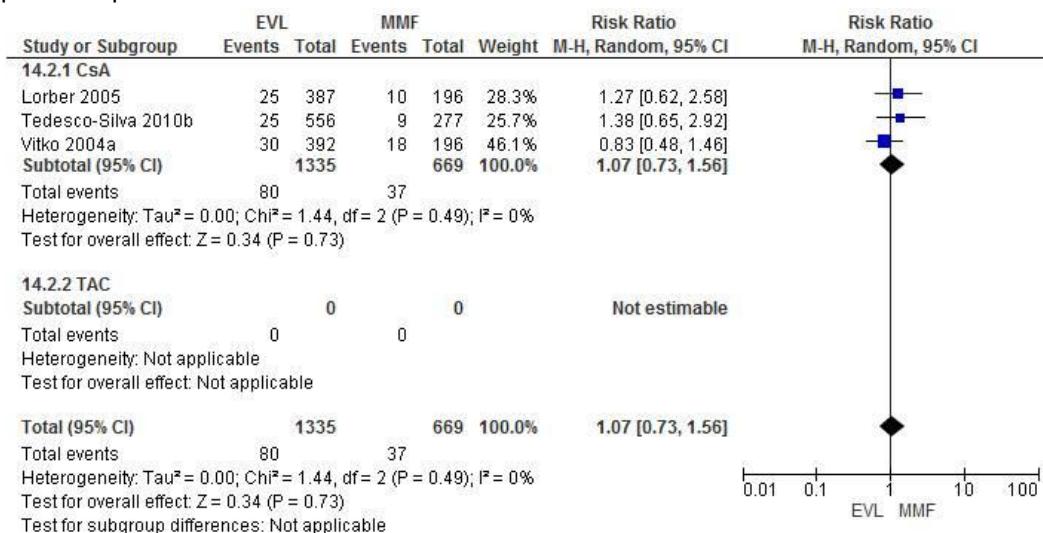 EVL MMF Risk Ratio Risk Ratio
Study or Subgroup Events Total Events Total Weight M-H, Random, 95% CI M-H, Random, 95% CI
14.2.1 CsA
Lorber 2005 25 387 10 196 28.3% 1.27 [0.62, 2.58]
Tedesco-Silva 2010b 25 556 9 277 25.7% 1.38 [0.65, 2.92]
Vitko 2004a 30 392 18 196 46.1% 0.83 [0.48, 1.46]
Subtotal (95% CI) 1335 669 100.0% 1.07 [0.73, 1.56]
Total events 80 37
Heterogeneity: Tau² = 0.00; Chi² = 1.44, df = 2 (P = 0.49); I² = 0%
Test for overall effect: Z = 0.34 (P = 0.73)
14.2.2 TAC
Subtotal (95% CI) 0 0 Not estimable
Total events 0 0
Heterogeneity: Not applicable
Test for overall effect: Not applicable
Total (95% CI) 1335 669 100.0% 1.07 [0.73, 1.56]
Total events 80 37
Heterogeneity: Tau² = 0.00; Chi² = 1.44, df = 2 (P = 0.49); I² = 0%
Test for overall effect: Z = 0.34 (P = 0.73)
Test for subgroup differences: Not applicable
0.01 0.1 1 10 100
EVL MMF